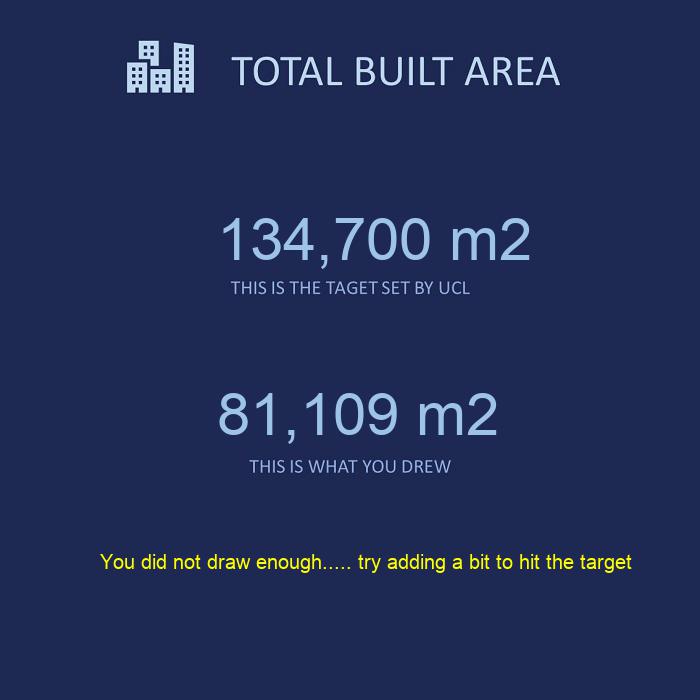 TOTAL BUILT AREA
134,700 m2
THIS IS THE TAGET SET BY UCL
81,109 m2
THIS IS WHAT YOU DREW
You did not draw enough..... try adding a bit to hit the target